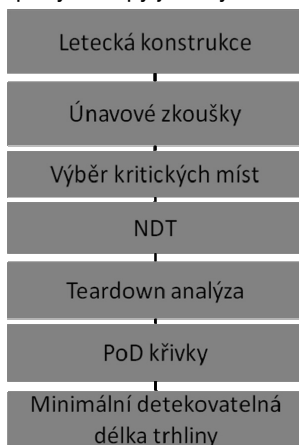 Letecká konstrukce
Únavové zkoušky
Výběr kritických míst
NDT
Teardown analýza
PoD křivky
Minimální detekovatelná
délka trhliny